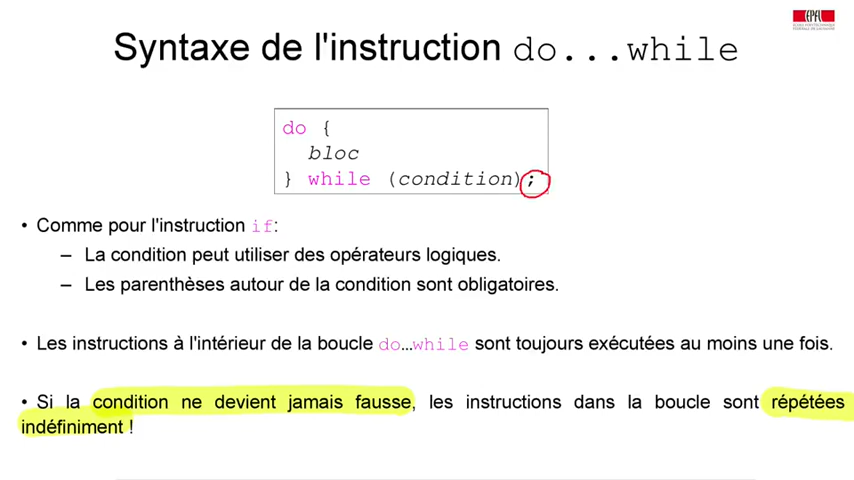 EPFL
Syntaxe de l'instruction do...while
do {
bloc
} while (condition);
• Comme pour l'instruction if:
– La condition peut utiliser des opérateurs logiques.
– Les parenthèses autour de la condition sont obligatoires.
• Les instructions à l'intérieur de la boucle do…while sont toujours exécutées au moins une fois.
• Si la condition ne devient jamais fausse, les instructions dans la boucle sont répétées
indéfiniment !